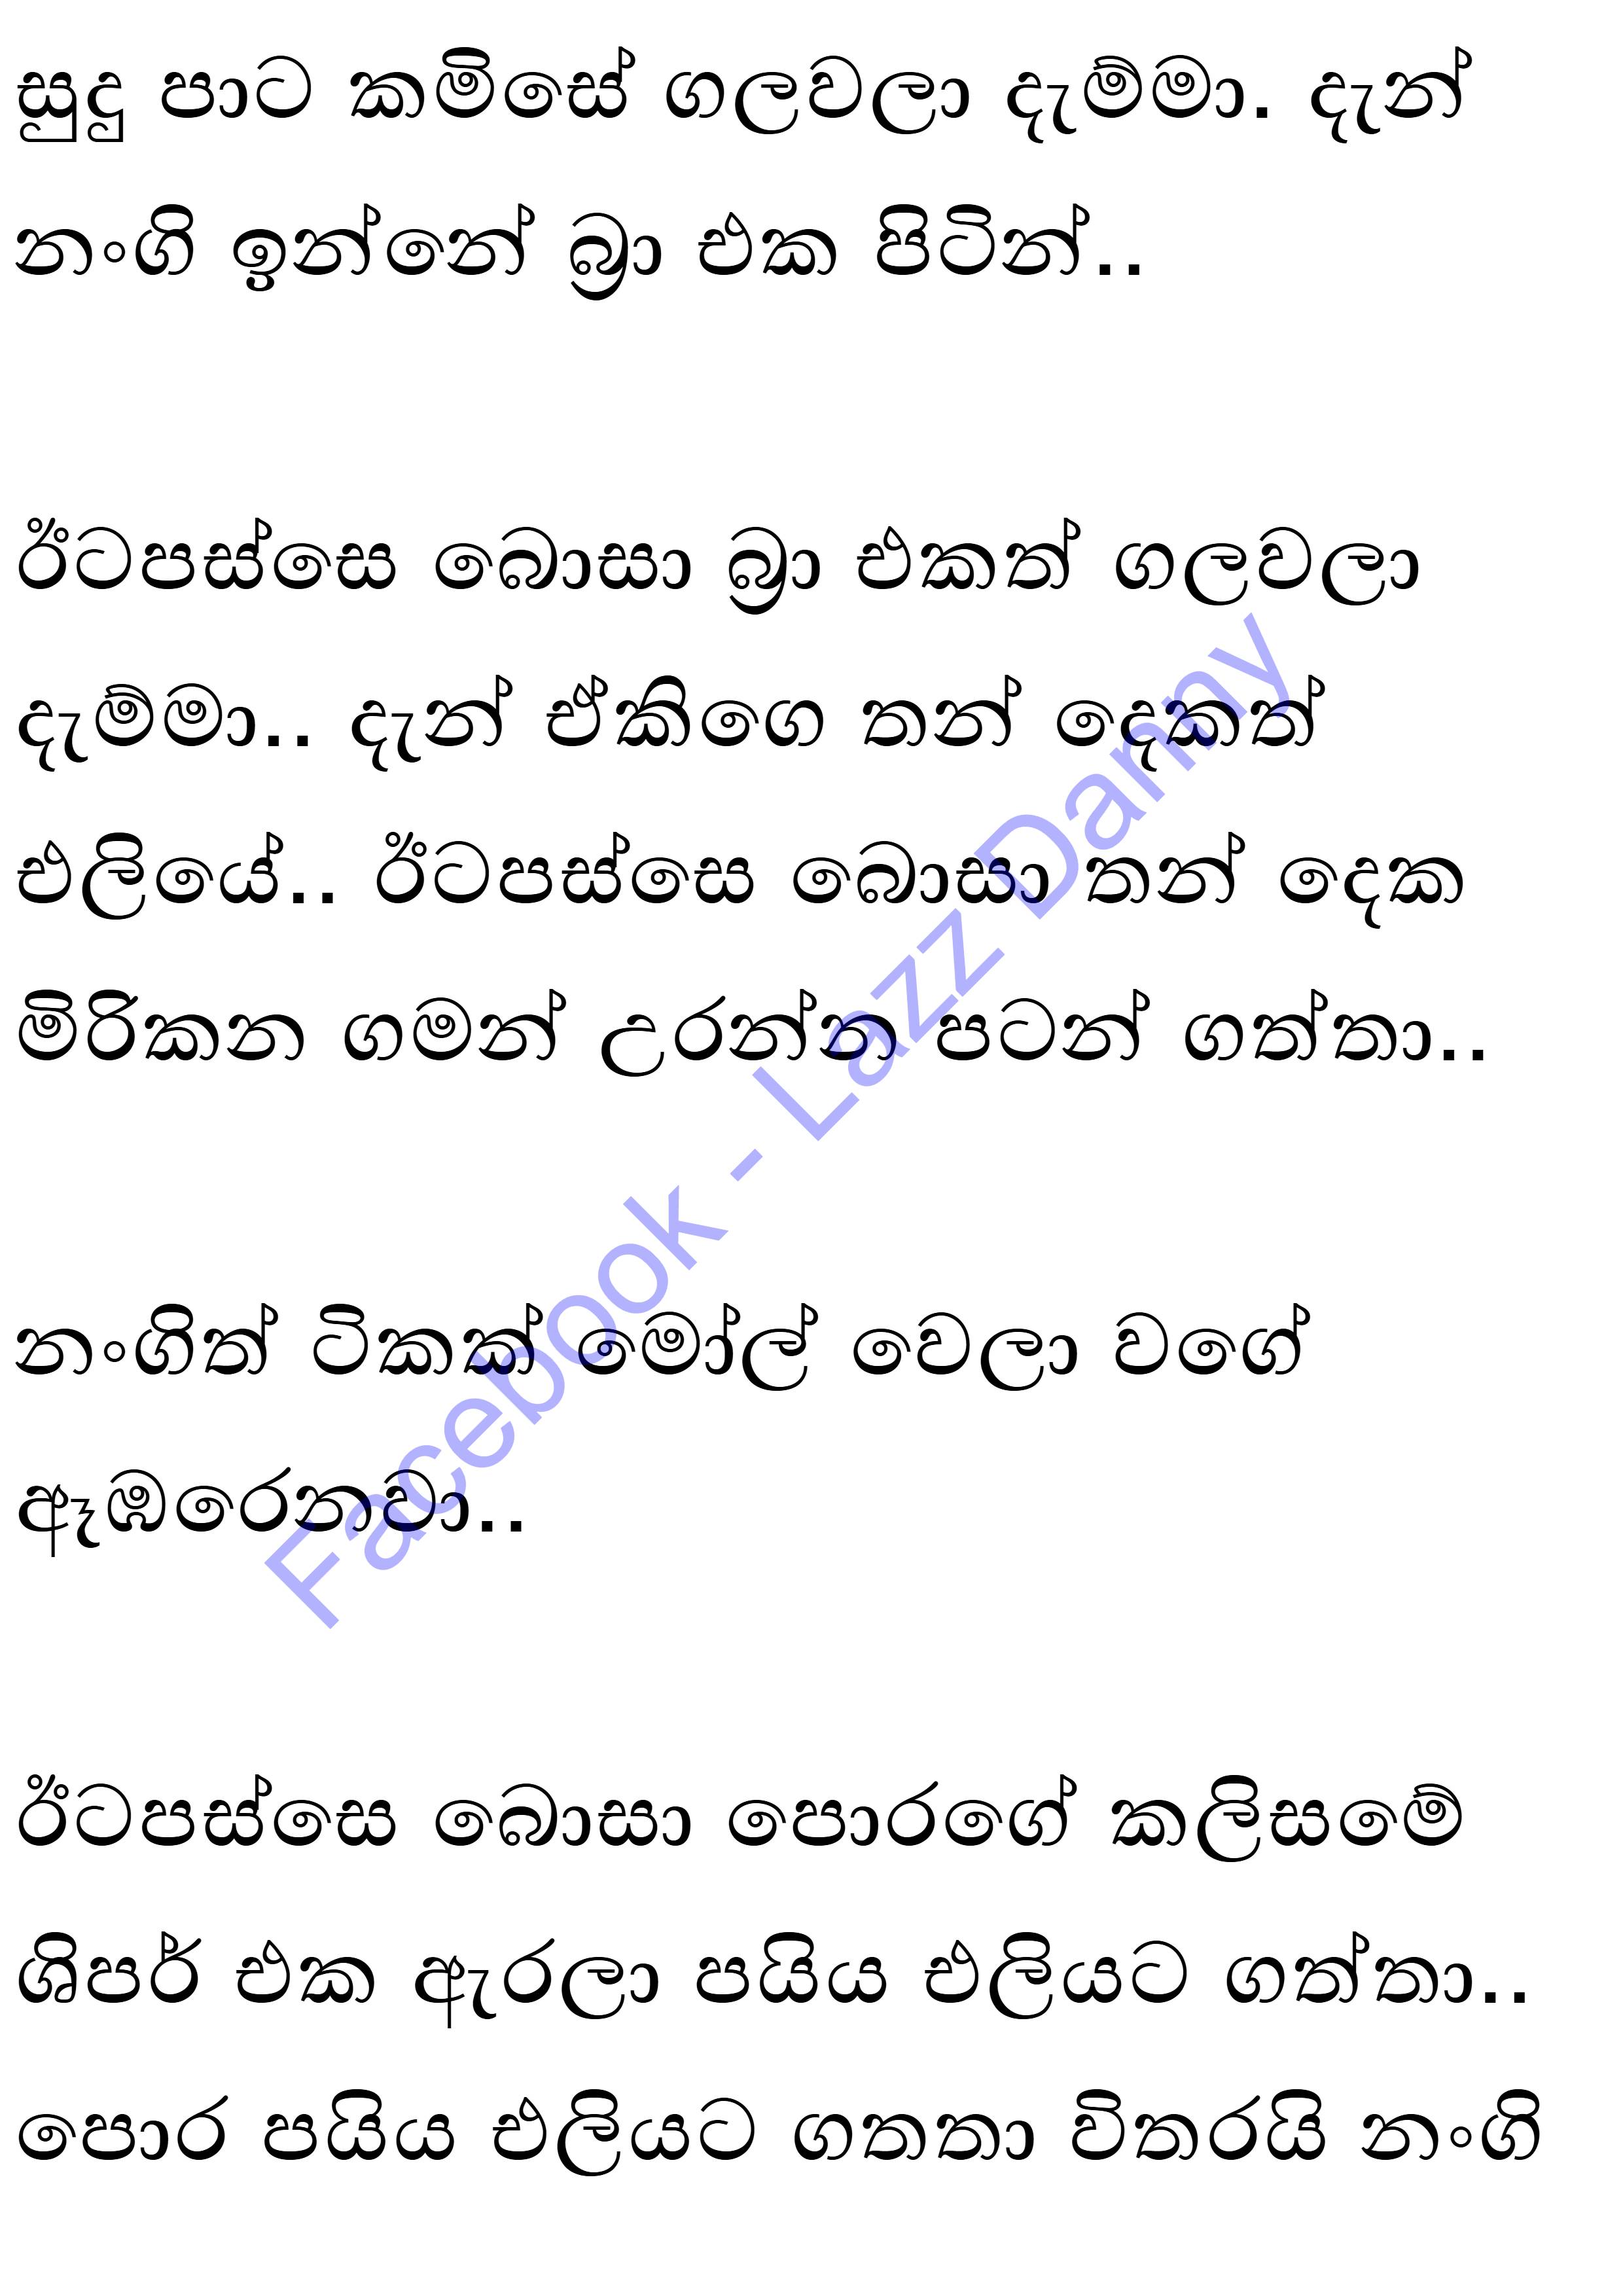 සුදු පාට කමිසේ ගලවලා දැම්මා. දැන්
නංගි ඉන්නේ බ්‍රා එක පිටින්..
ඊටපස්සෙ බොසා බ්‍රා එකත් ගලවලා
දැම්මා.. දැන් ඒකිගෙ තන් දෙකත්
එලියේ.. ඊටපස්සෙ බොසා තන් දෙක
මිරිකන ගමන් උරන්න පටන් ගත්තා..
නංගිත් ටිකක් මෝල් වෙලා වගේ
ඇඹරෙනවා..
ඊටපස්සෙ බොසා පොරගේ කලිසමේ
ශිපර් එක ඇරලා පයිය එලියට ගත්තා..
පොර පයිය එලියට ගතතා විතරයි නංගි
Facebook - Lazz Danny